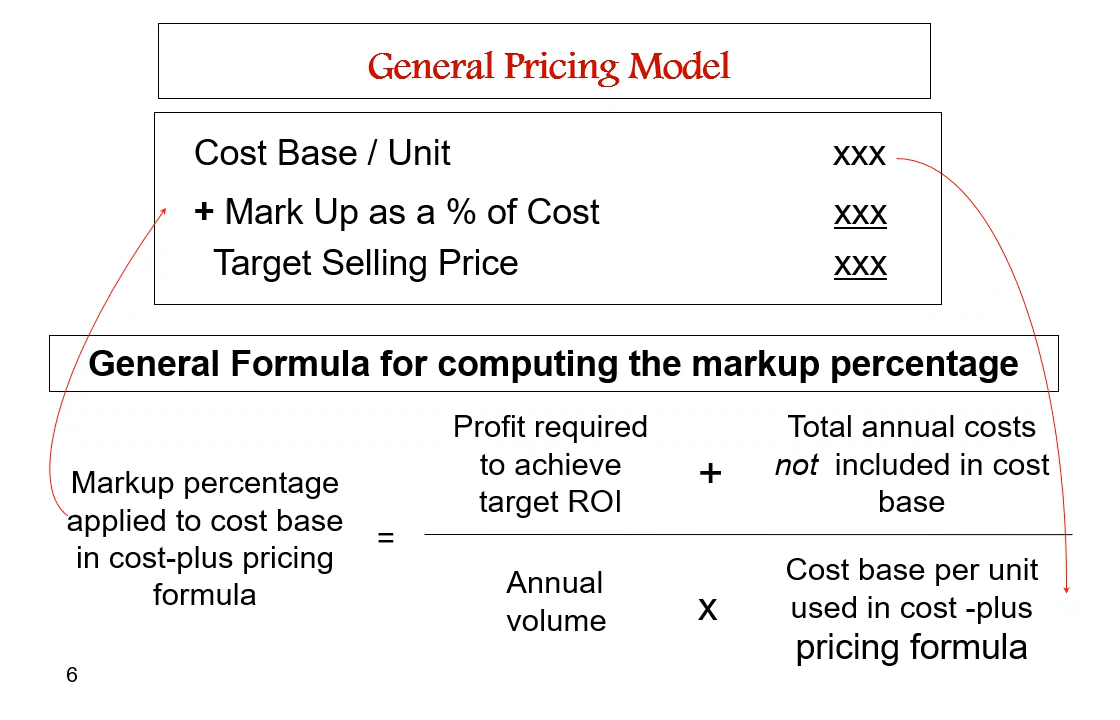 General Pricing Model
Cost Base / Unit xxx
+ Mark Up as a % of Cost xxx
Target Selling Price xxx
General Formula for computing the markup percentage
Markup percentage
applied to cost base
in cost-plus pricing
formula
=
Profit required
to achieve
target ROI
+
Total annual costs
not included in cost
base
Annual
volume
x
Cost base per unit
used in cost -plus
pricing formula
6